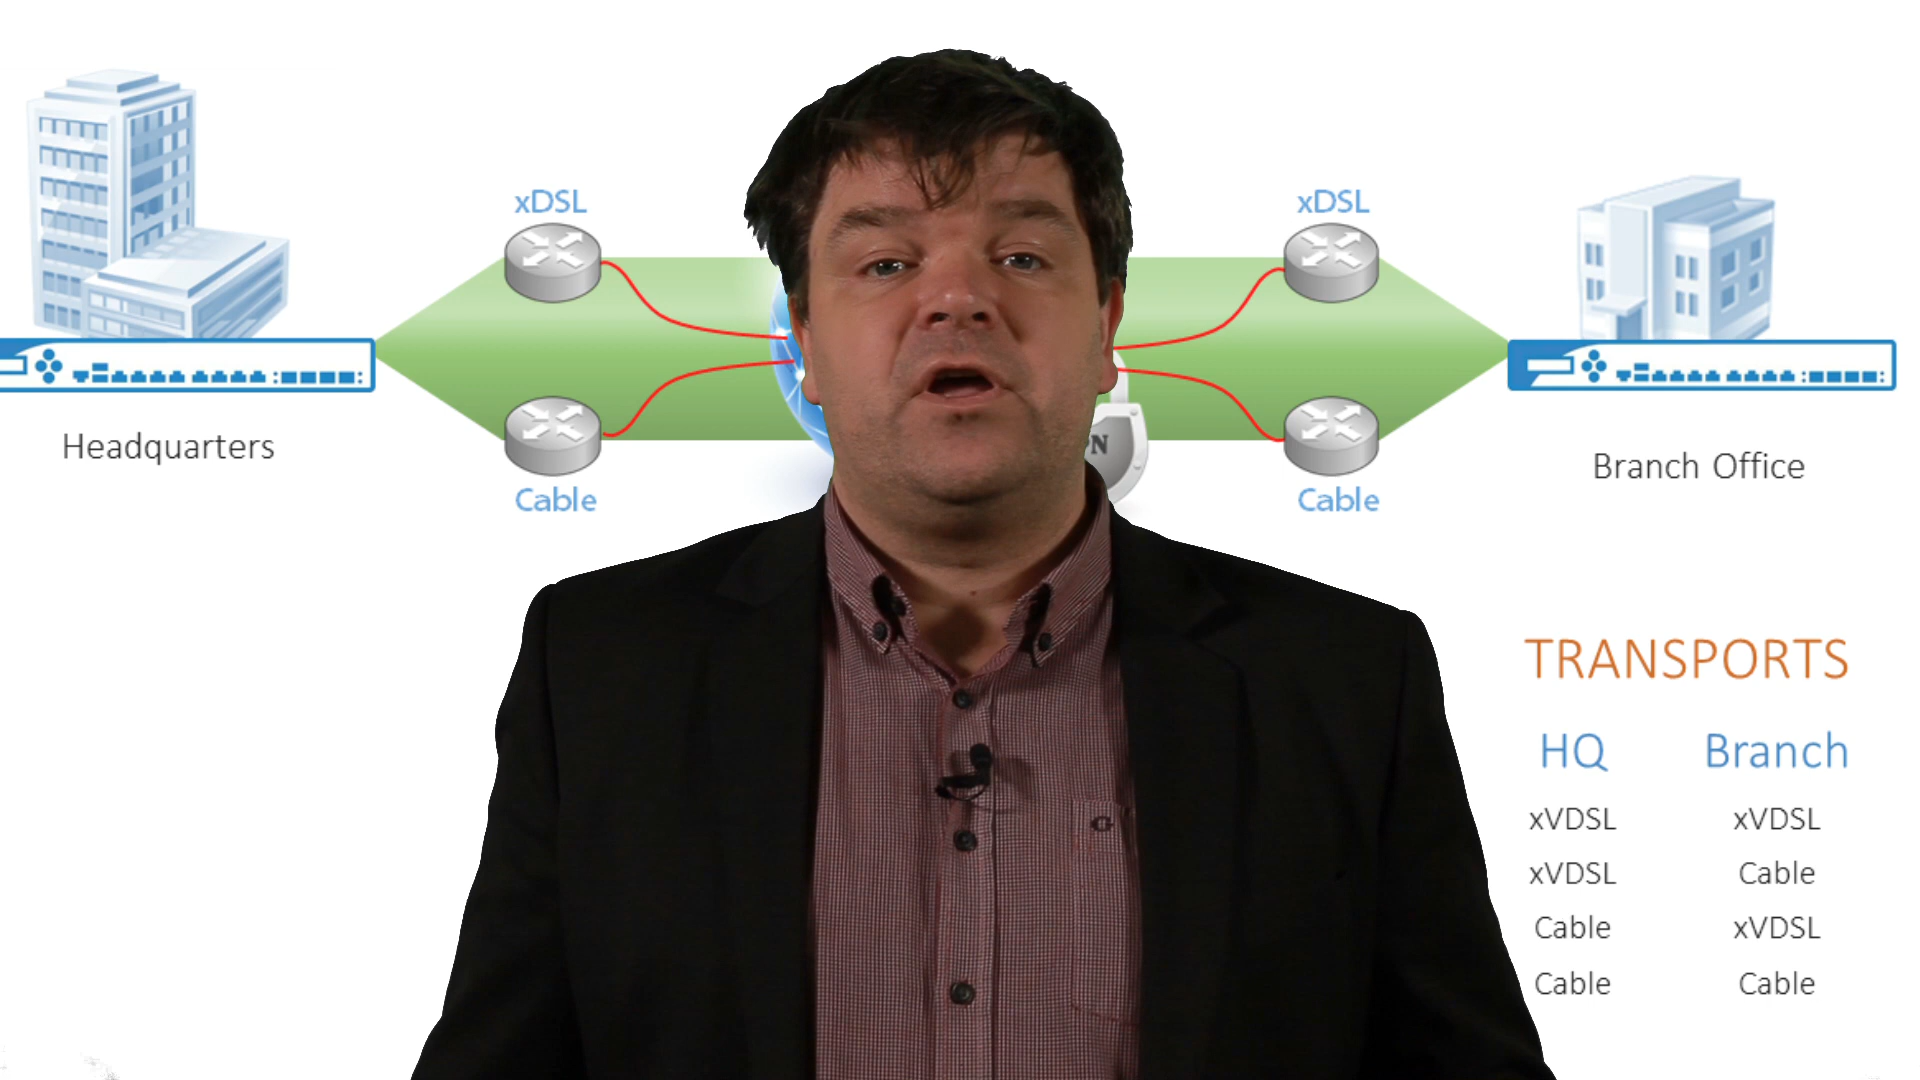 xDSL
xDSL
Headquarters
Cable
Cable
Branch Office
TRANSPORTS
HQ Branch
xVDSL xVDSL
xVDSL Cable
Cable xVDSL
Cable Cable